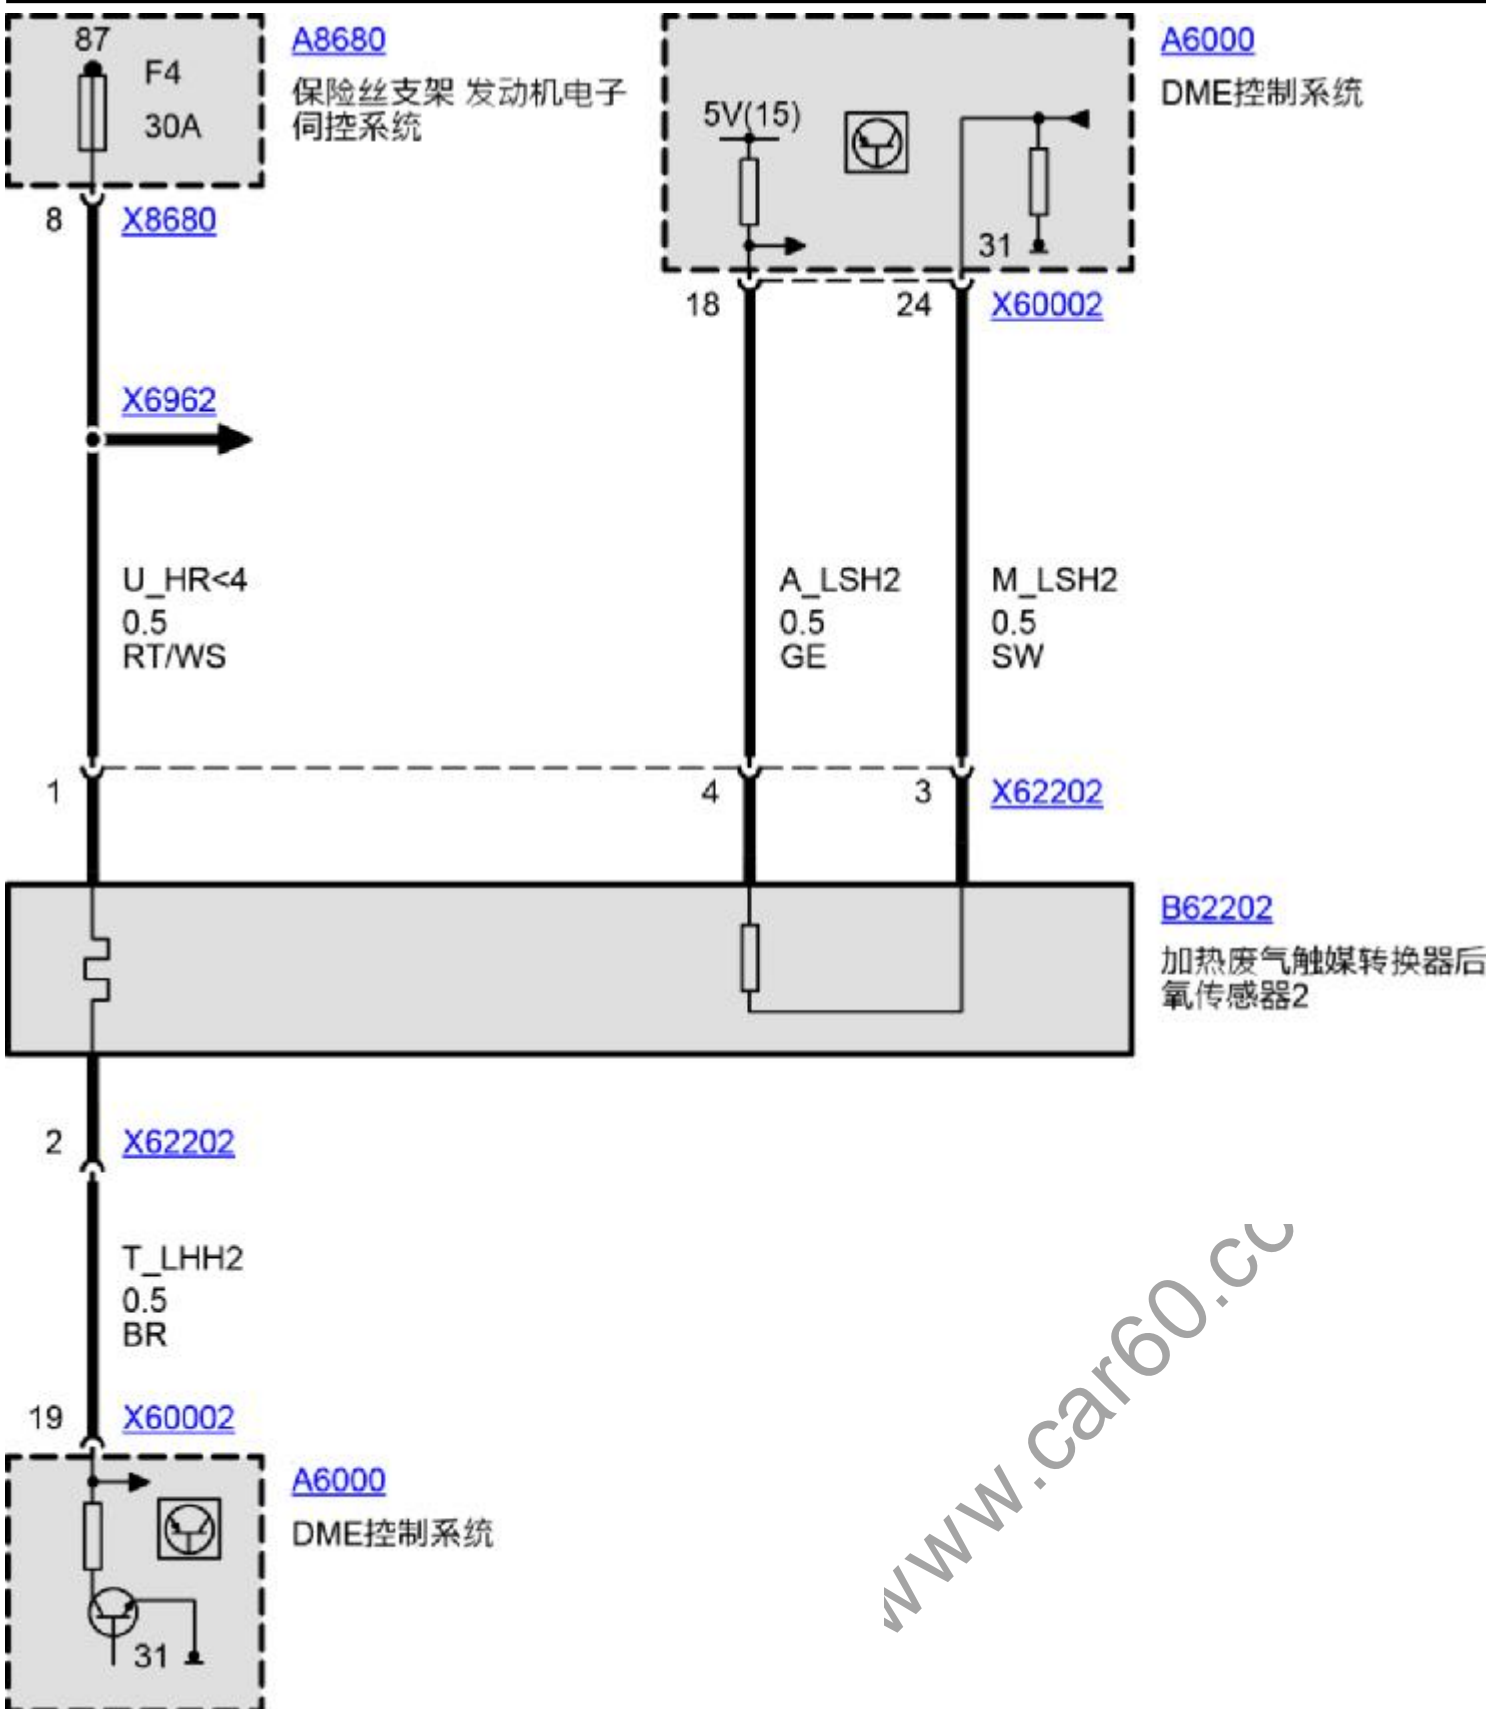 87
F4
30A
A8680
保险丝支架 发动机电子
伺控系统
5V(15)
31
A6000
DME控制系统
8
X8680
18
24
X60002
X6962
U_HR<4
0.5
RT/WS
A_LSH2
0.5
GE
M_LSH2
0.5
SW
1
4
3
X62202
B62202
加热废气触媒转换器后
氧传感器2
2
X62202
T_LHH2
0.5
BR
19
X60002
A6000
DME控制系统
31
www.car60.co